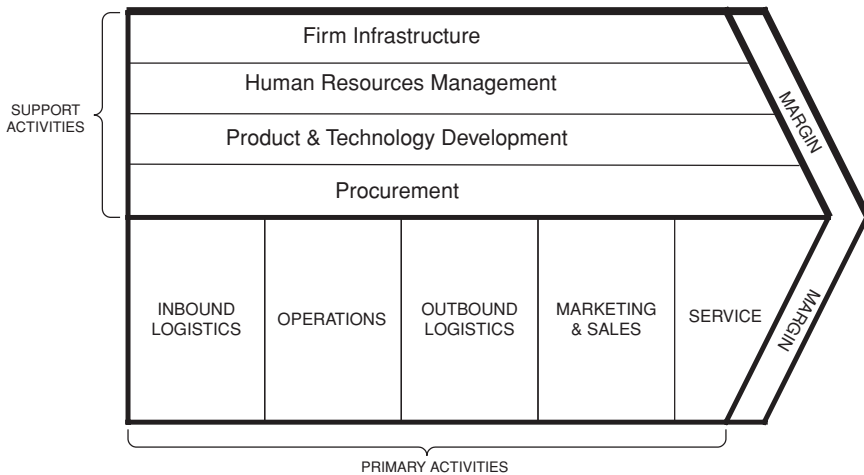 Firm Infrastructure
Human Resources Management
SUPPORT
ACTIVITIES
Product & Technology Development
Procurement
MARGIN
INBOUND
LOGISTICS
OPERATIONS
OUTBOUND
LOGISTICS
MARKETING
& SALES
SERVICE
MARGIN
PRIMARY ACTIVITIES